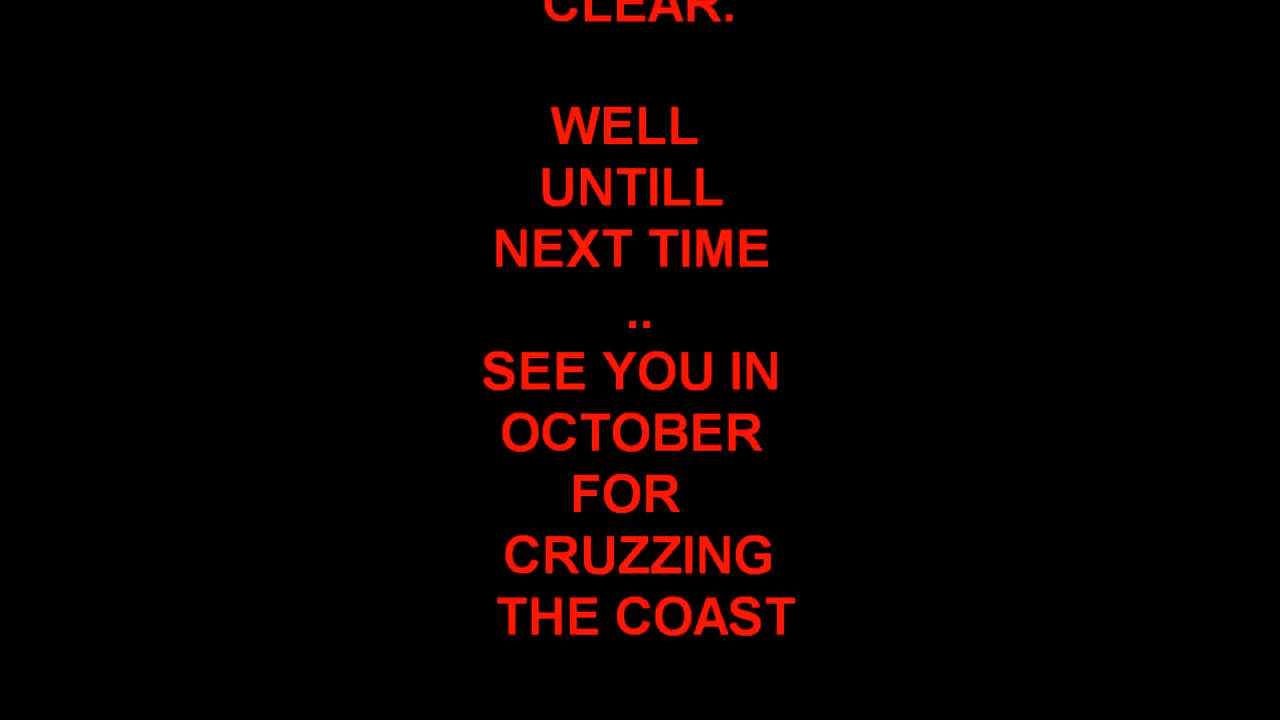 CLEAR.
WELL
UNTILL
NEXT TIME
..
SEE YOU IN
OCTOBER
FOR
CRUZZING
THE COAST